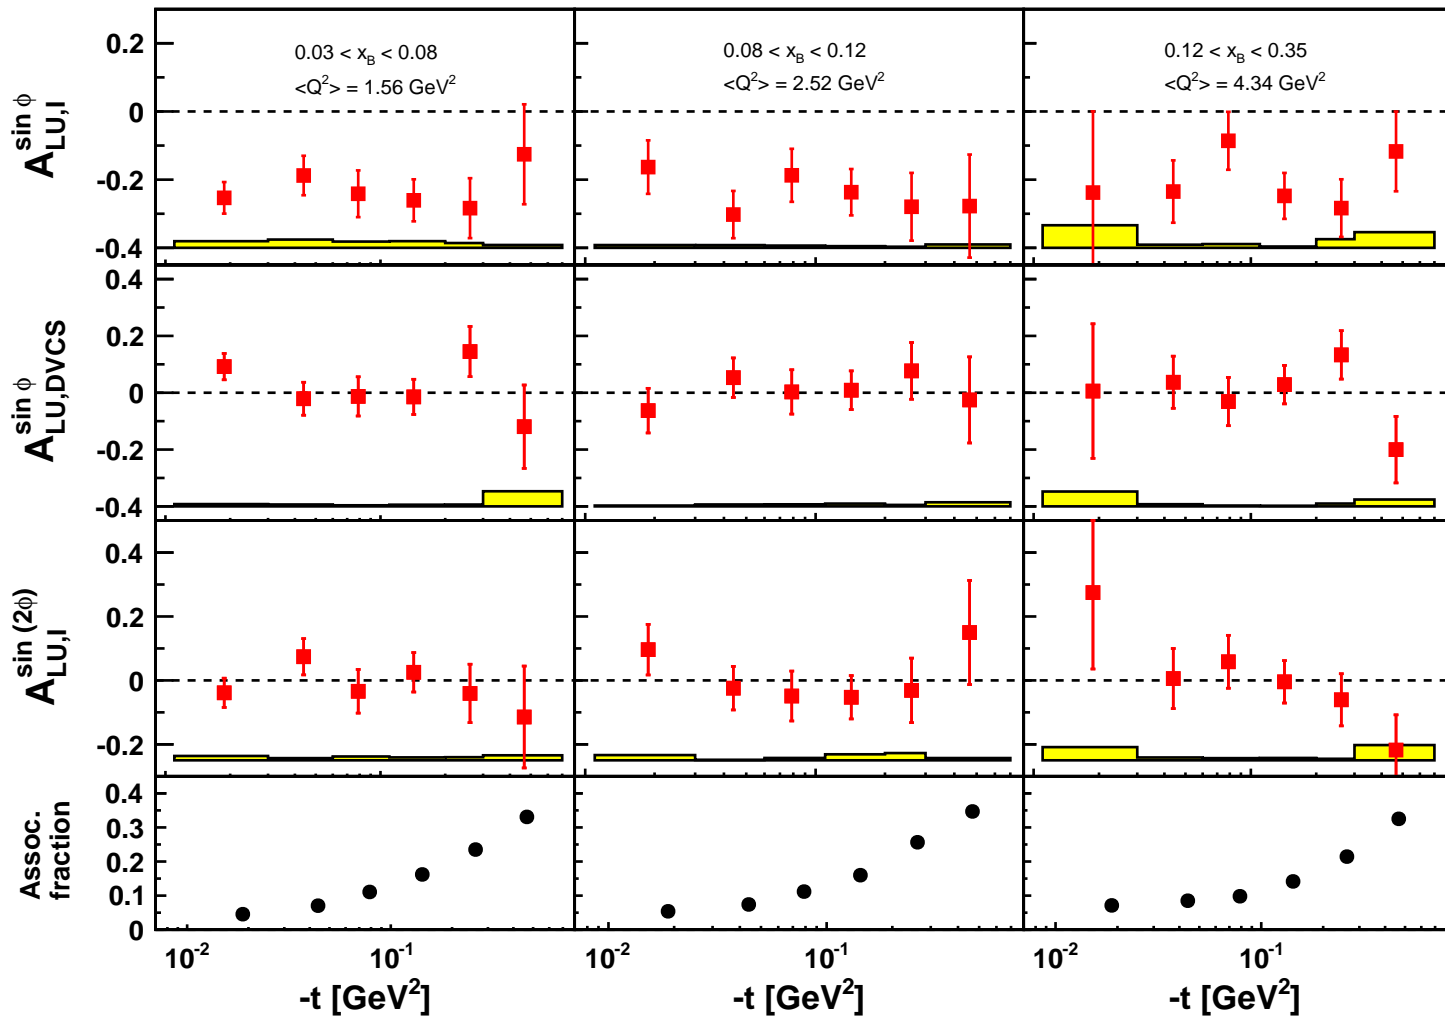 0.03 < x_B < 0.08
<Q²> = 1.56 GeV²
0.08 < x_B < 0.12
<Q²> = 2.52 GeV²
0.12 < x_B < 0.35
<Q²> = 4.34 GeV²
A_{LU,I}^{sin ϕ}
0.2
0
-0.2
-0.4
A_{LU,DVCS}^{sin ϕ}
0.4
0.2
0
-0.2
-0.4
A_{LU,I}^{sin (2ϕ)}
0.4
0.2
0
-0.2
Assoc.
fraction
0.4
0.3
0.2
0.1
0
10⁻² 10⁻¹ 10⁻² 10⁻¹ 10⁻² 10⁻¹
-t [GeV²] -t [GeV²] -t [GeV²]